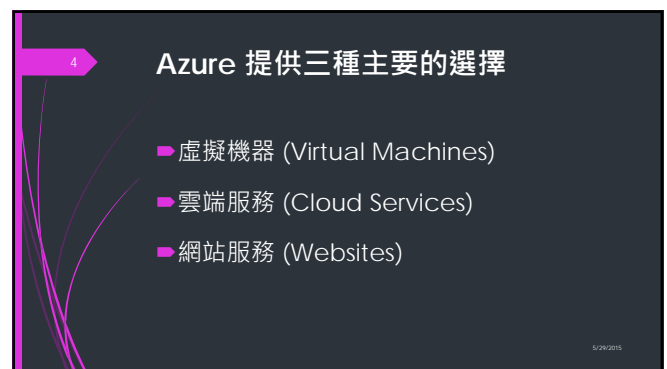 4
Azure 提供三種主要的選擇
虛擬機器 (Virtual Machines)
雲端服務 (Cloud Services)
網站服務 (Websites)
5/29/2015